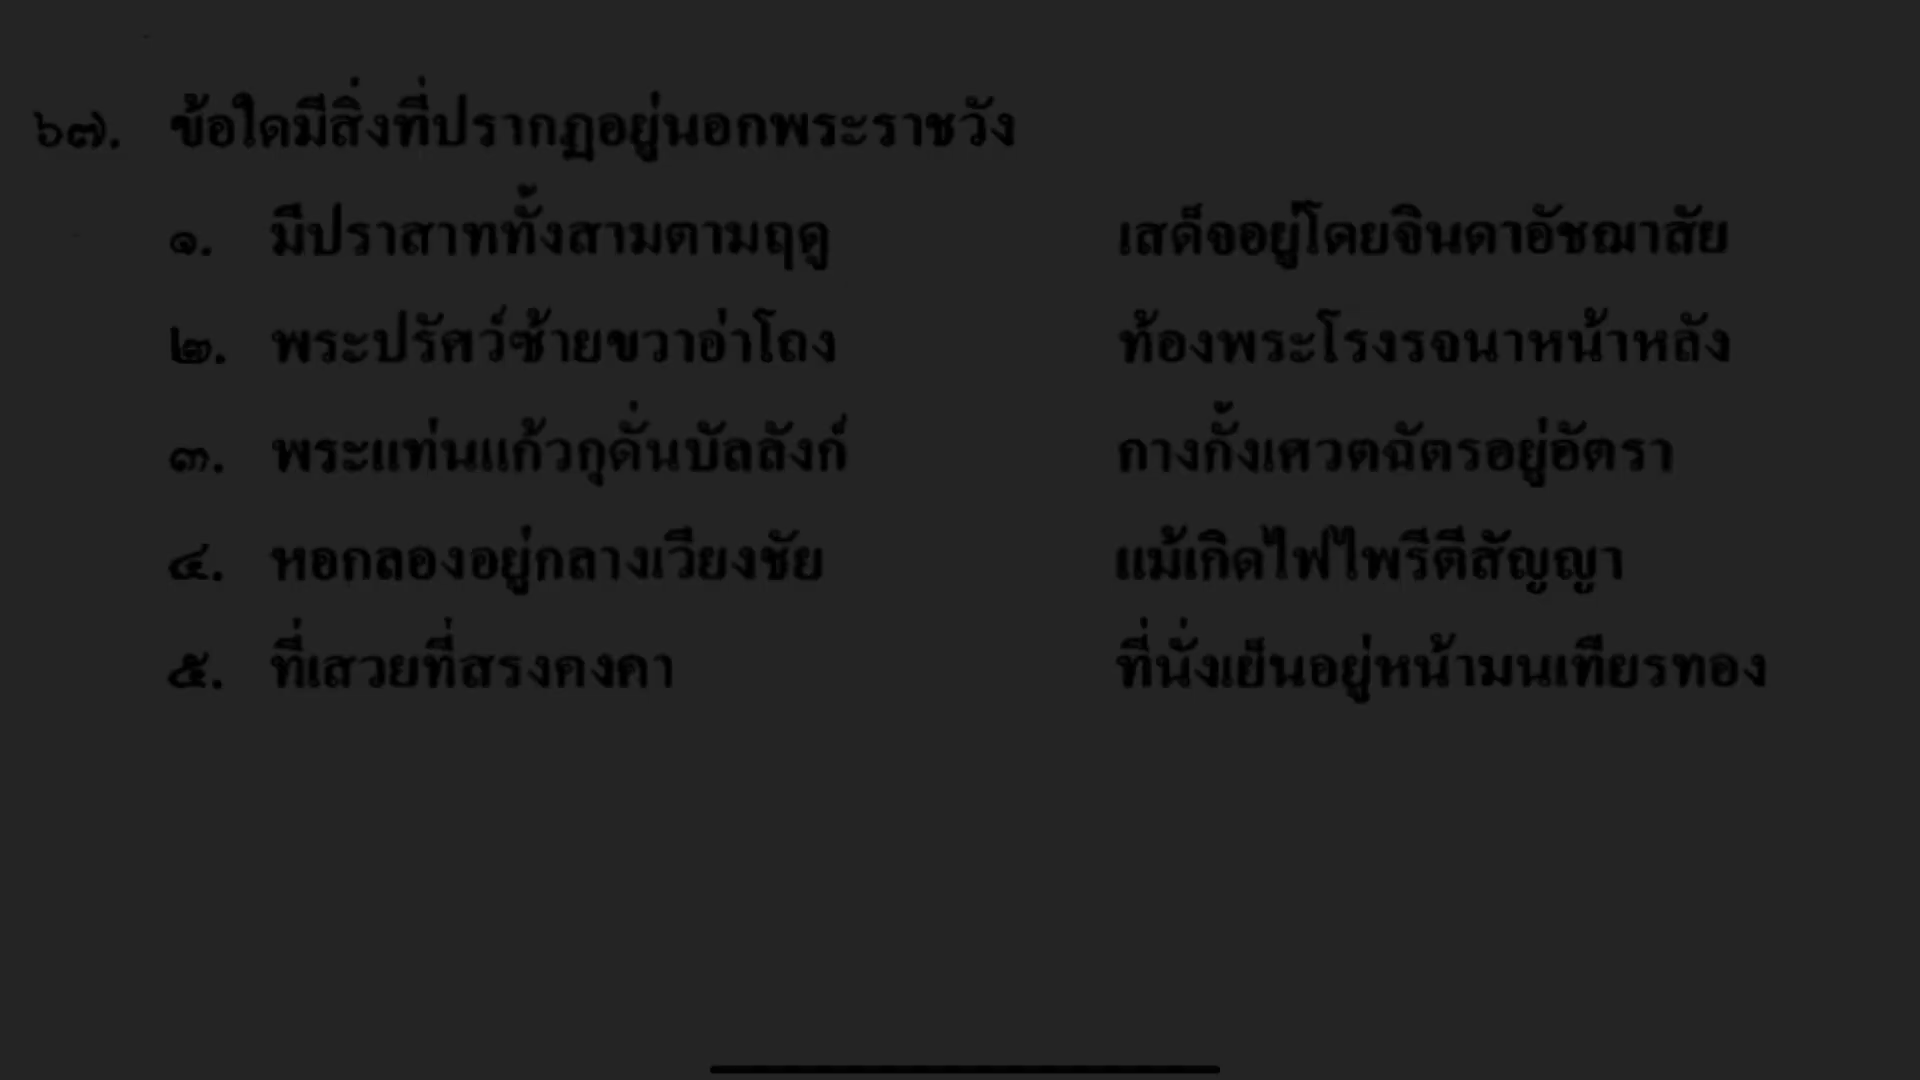 ๖๗. ข้อใดมีสิ่งที่ปรากฏอยู่นอกพระราชวัง
๑. มีปราสาททั้งสามตามฤดู เสด็จอยู่โดยจินดาอัชฌาสัย
๒. พระปรัศว์ซ้ายขวาอ่าโถง ท้องพระโรงรจนาหน้าหลัง
๓. พระแท่นแก้วกุดั่นบัลลังก์ กางกั้งเศวตฉัตรอยู่อัตรา
๔. หอกลองอยู่กลางเวียงชัย แม้เกิดไฟไพรีตีสัญญา
๕. ที่เสวยที่สรงคงคา ที่นั่งเย็นอยู่หน้ามนเทียรทอง